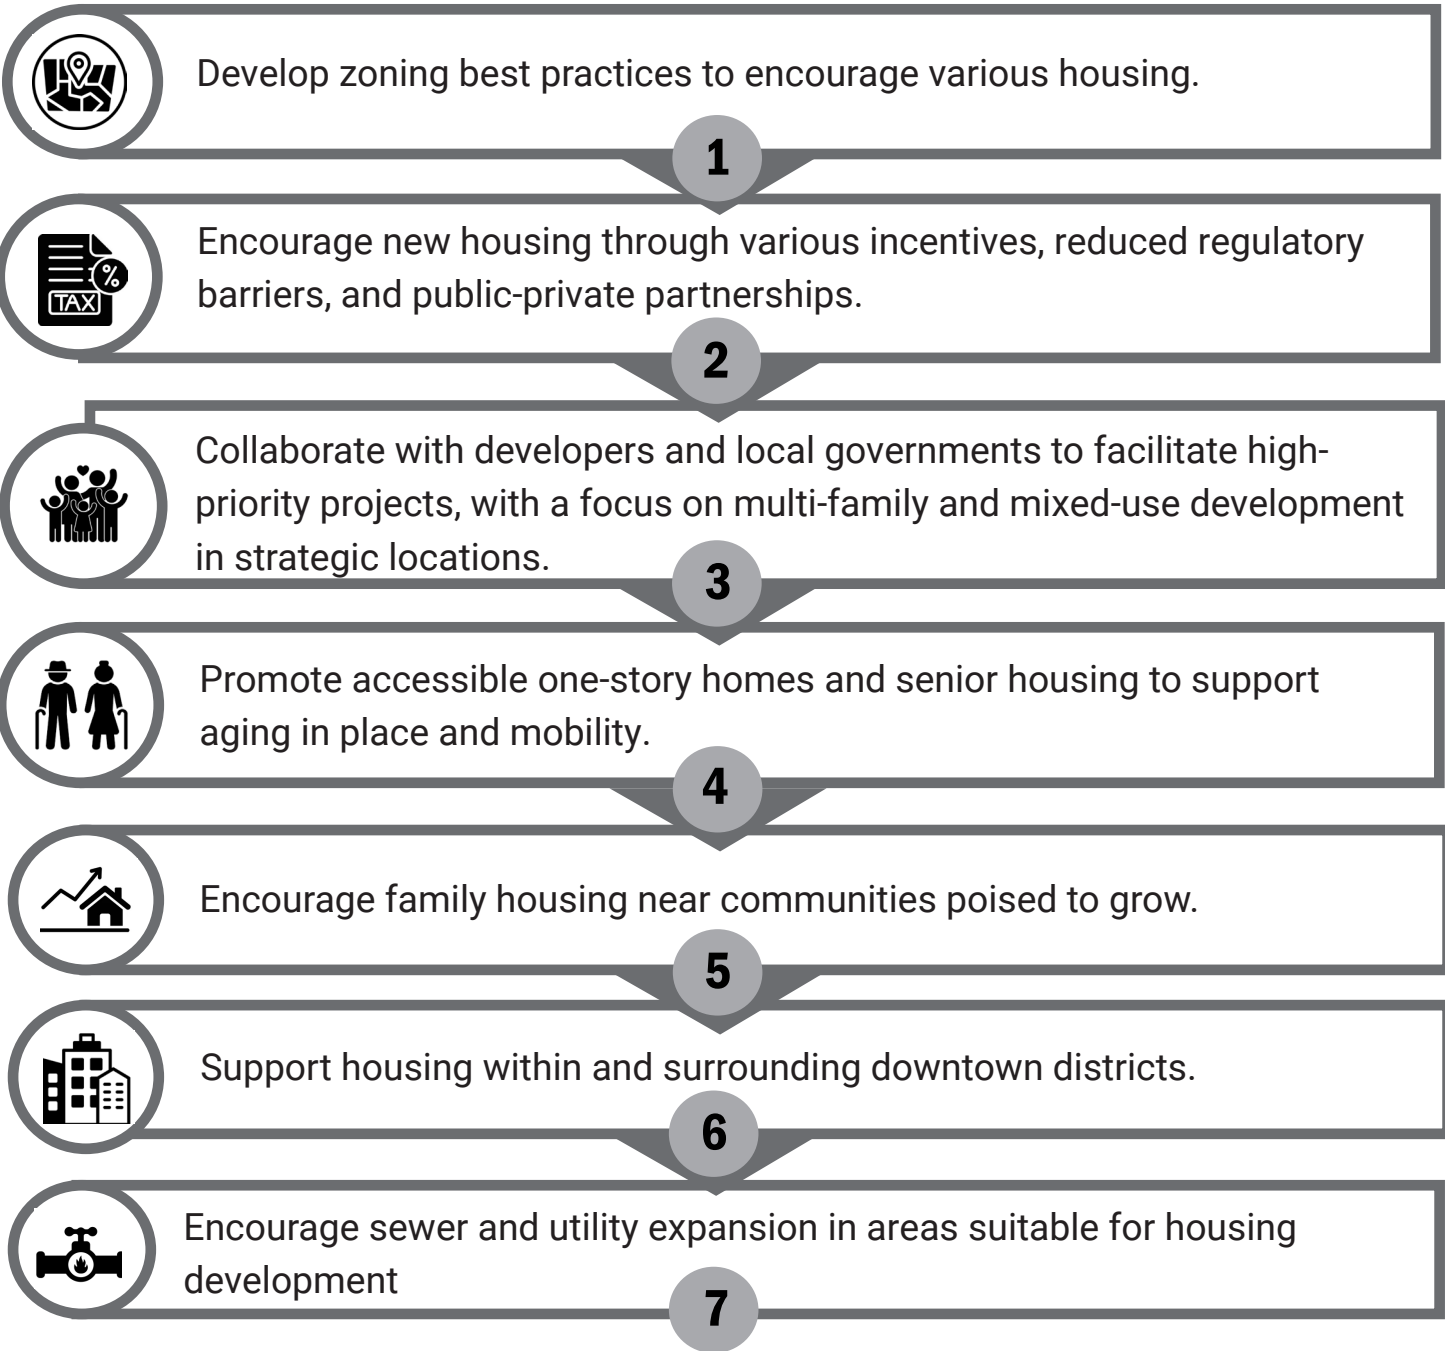 Develop zoning best practices to encourage various housing.
1
Encourage new housing through various incentives, reduced regulatory
barriers, and public-private partnerships.
TAX
%
2
Collaborate with developers and local governments to facilitate high-
priority projects, with a focus on multi-family and mixed-use development
in strategic locations.
3
Promote accessible one-story homes and senior housing to support
aging in place and mobility.
4
Encourage family housing near communities poised to grow.
5
Support housing within and surrounding downtown districts.
6
Encourage sewer and utility expansion in areas suitable for housing
development
7